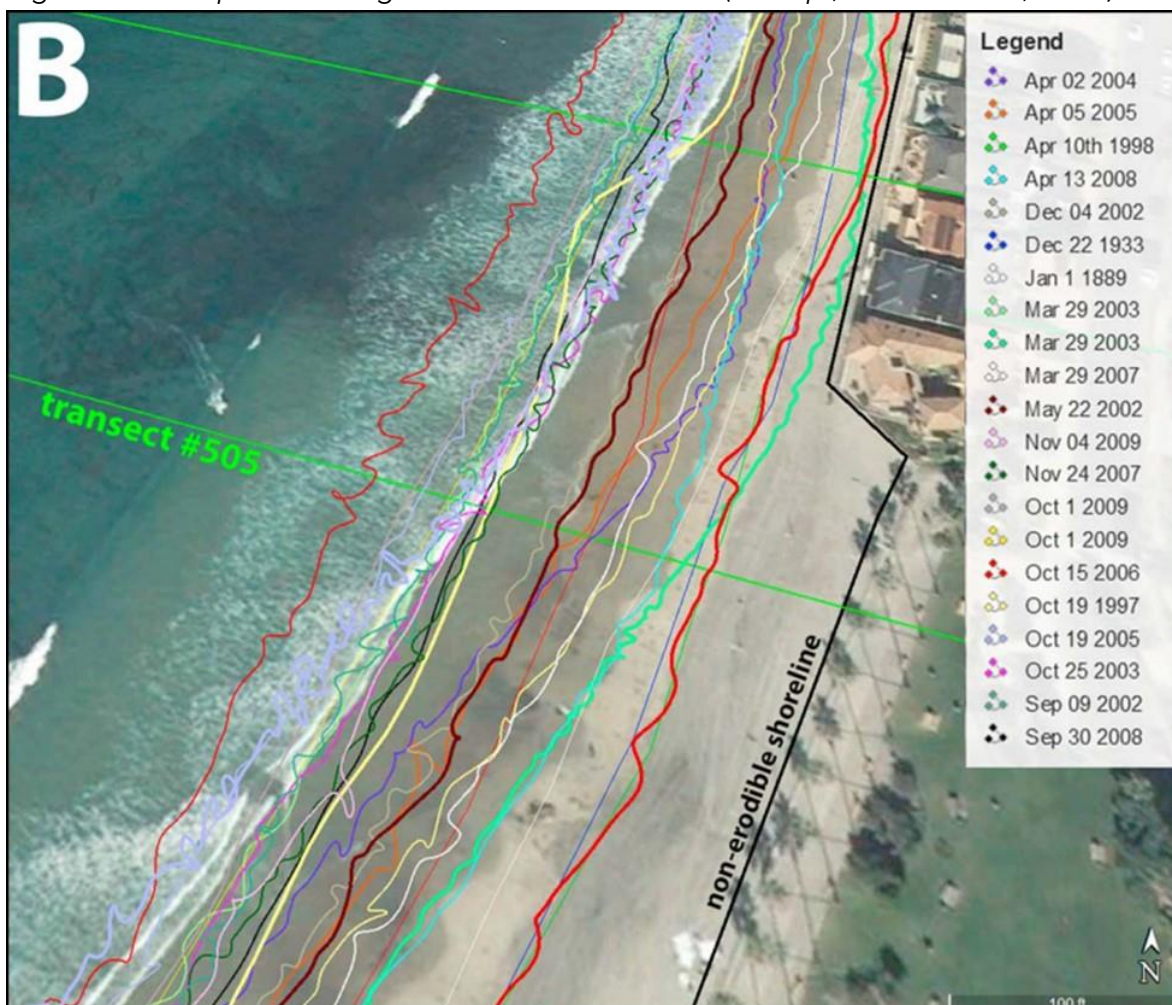 B
Legend
Apr 02 2004
Apr 05 2005
Apr 10th 1998
Apr 13 2008
Dec 04 2002
Dec 22 1933
Jan 1 1889
Mar 29 2003
Mar 29 2003
Mar 29 2007
May 22 2002
Nov 04 2009
Nov 24 2007
Oct 1 2009
Oct 1 2009
Oct 15 2006
Oct 19 1997
Oct 19 2005
Oct 25 2003
Sep 09 2002
Sep 30 2008
transect #505
non-erodible shoreline
N
100 ft